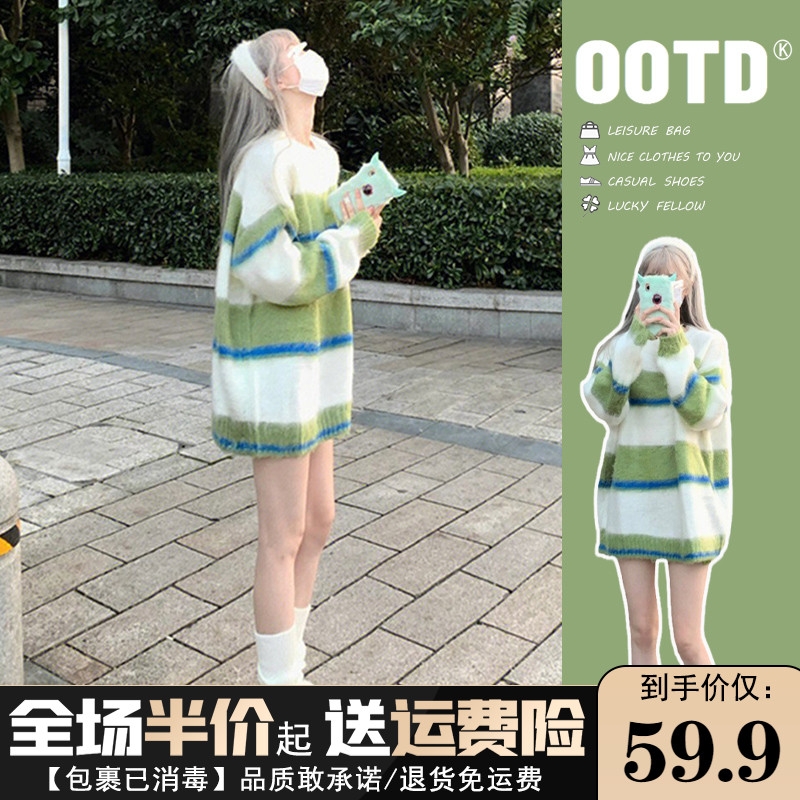 OOTD®
LEISURE BAG
NICE CLOTHES TO YOU
CASUAL SHOES
LUCKY FELLOW
全场半价起 送运费险
【包裹已消毒】品质敢承诺/退货免运费
到手价仅：
59.9